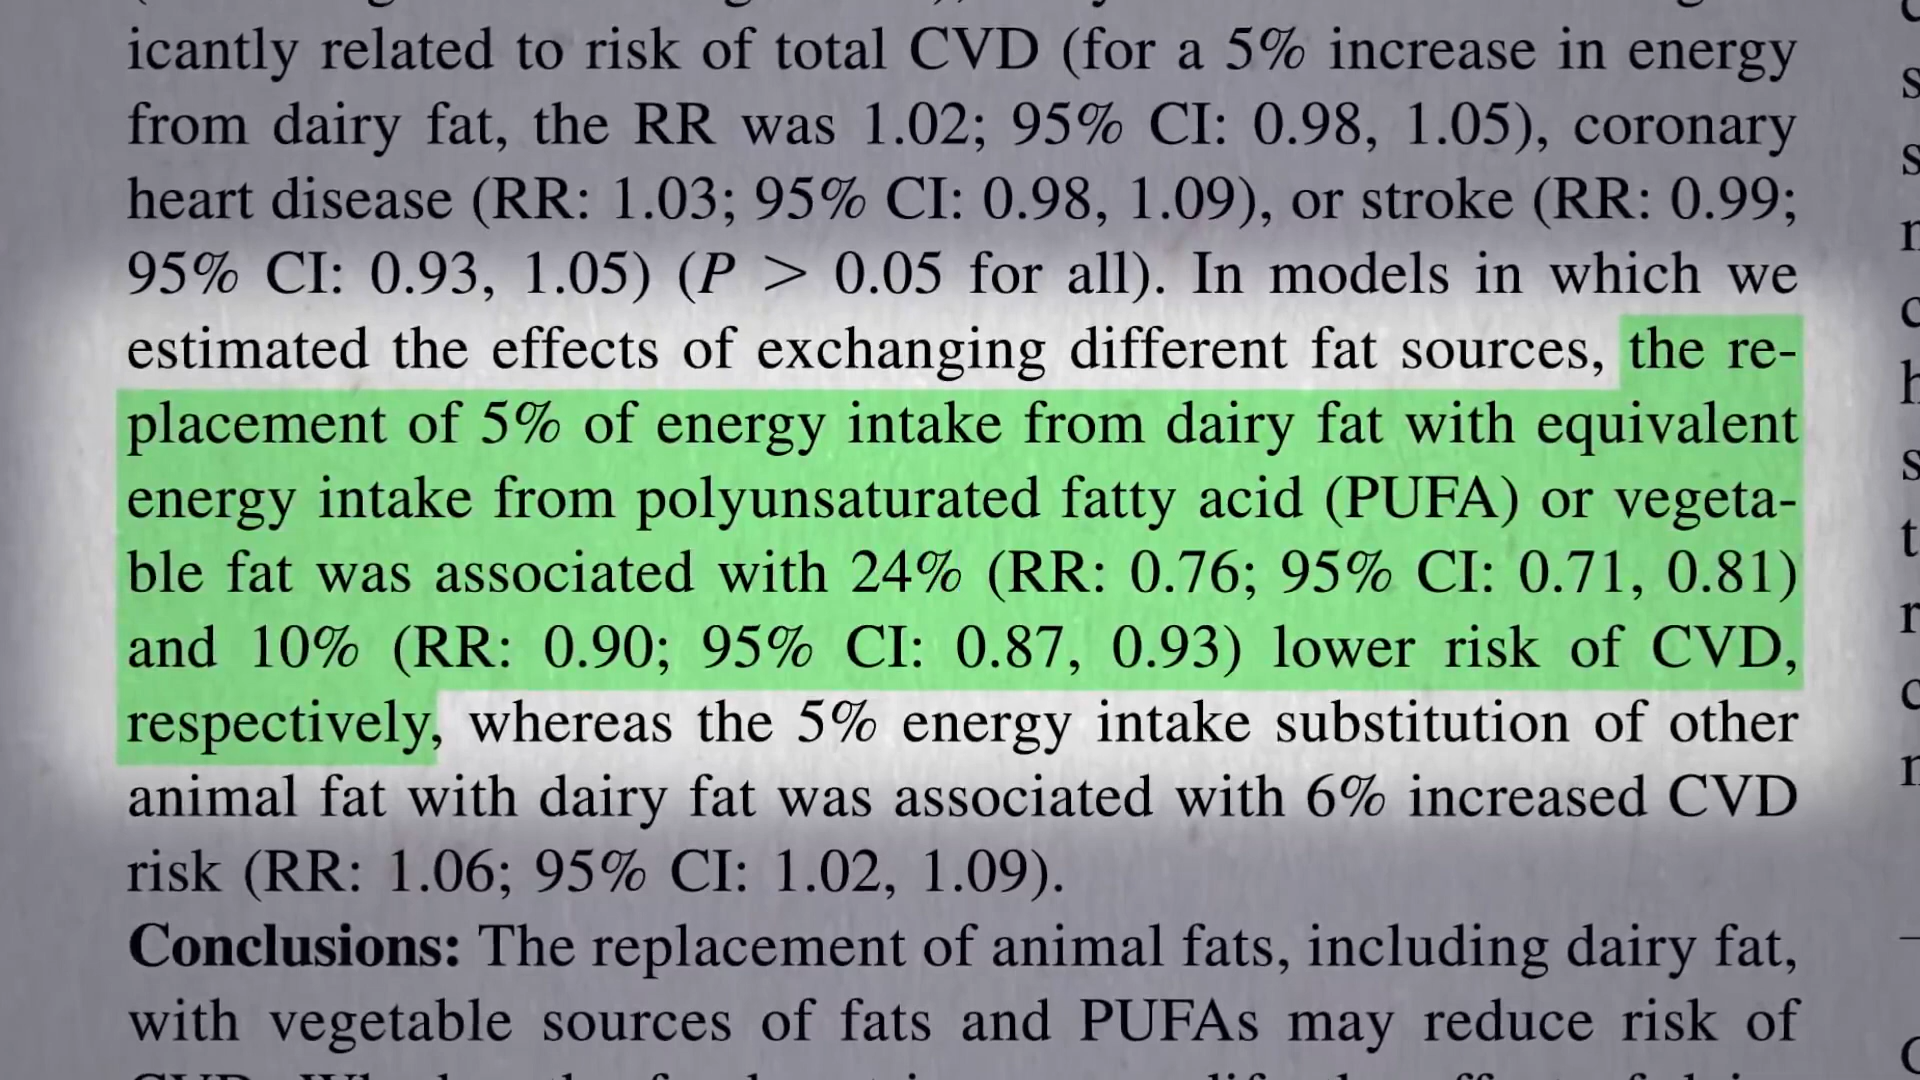 icantly related to risk of total CVD (for a 5% increase in energy
from dairy fat, the RR was 1.02; 95% CI: 0.98, 1.05), coronary
heart disease (RR: 1.03; 95% CI: 0.98, 1.09), or stroke (RR: 0.99;
95% CI: 0.93, 1.05) (P > 0.05 for all). In models in which we
estimated the effects of exchanging different fat sources, the re-
placement of 5% of energy intake from dairy fat with equivalent
energy intake from polyunsaturated fatty acid (PUFA) or vegeta-
ble fat was associated with 24% (RR: 0.76; 95% CI: 0.71, 0.81)
and 10% (RR: 0.90; 95% CI: 0.87, 0.93) lower risk of CVD,
respectively, whereas the 5% energy intake substitution of other
animal fat with dairy fat was associated with 6% increased CVD
risk (RR: 1.06; 95% CI: 1.02, 1.09).
Conclusions: The replacement of animal fats, including dairy fat,
with vegetable sources of fats and PUFAs may reduce risk of